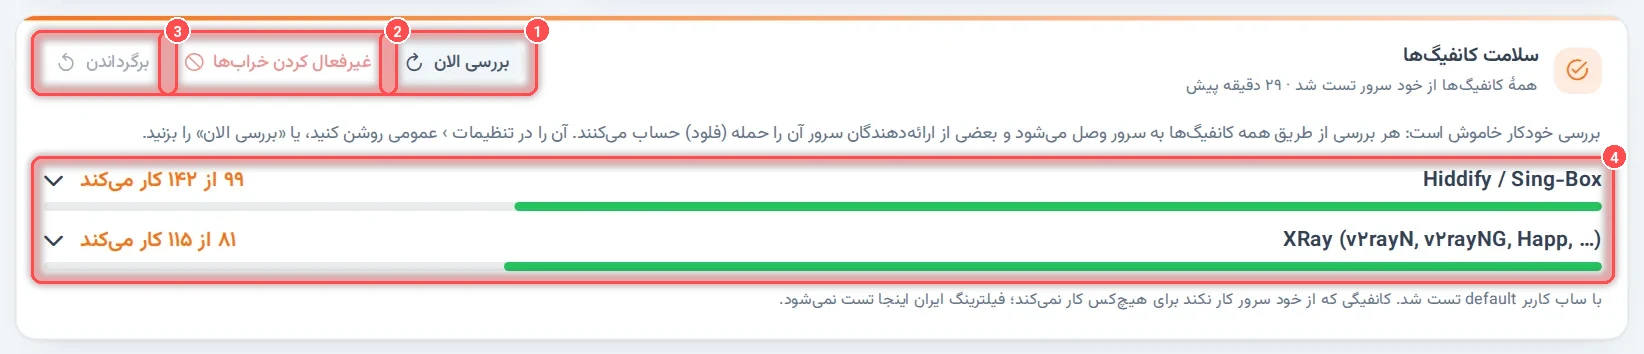 سلامت کانفیگ‌ها
همهٔ کانفیگ‌ها از خود سرور تست شد · ۲۹ دقیقه پیش
1
بررسی الان
2
غیرفعال کردن خراب‌ها
3
برگرداندن
بررسی خودکار خاموش است: هر بررسی از طریق همه کانفیگ‌ها به سرور وصل می‌شود و بعضی از ارائه‌دهندگان سرور آن را حمله (فلود) حساب می‌کنند. آن را در تنظیمات › عمومی روشن کنید، یا «بررسی الان» را بزنید.
4
Hiddify / Sing-Box
۹۹ از ۱۴۲ کار می‌کند
XRay (v۲rayN, v۲rayNG, Happ, …)
۸۱ از ۱۱۵ کار می‌کند
با ساب کاربر default تست شد. کانفیگی که از خود سرور کار نکند برای هیچ‌کس کار نمی‌کند؛ فیلترینگ ایران اینجا تست نمی‌شود.